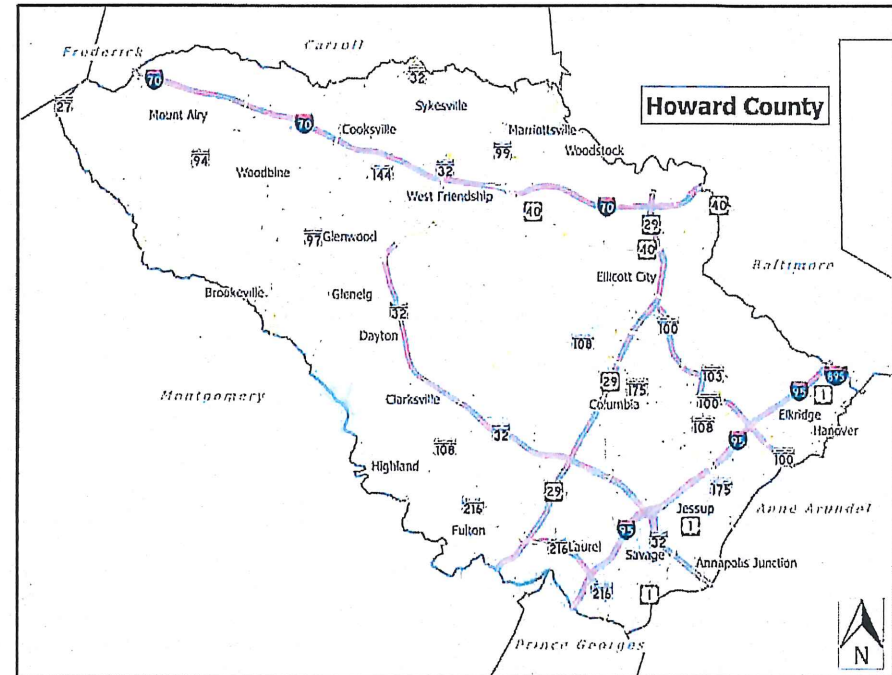 Frederick
Carroll
32
70
27
Sykesville
Howard County
Mount Airy
70
Cooksville
Marriottsville
99
Woodstock
94
Woodbine
144
32
West Friendship
40
70
40
29
97
Glenwood
40
Baltimore
Ellicott City
Brookeville
Glenelg
32
Dayton
108
100
29
175
103
95
895
Montgomery
Clarksville
Columbia
100
1
Elkridge
108
Hanover
32
95
108
100
Highland
175
29
Anne Arundel
216
Jessup
Fulton
95
1
216
Laurel
Savage
32
Annapolis Junction
216
1
Prince Georges
N